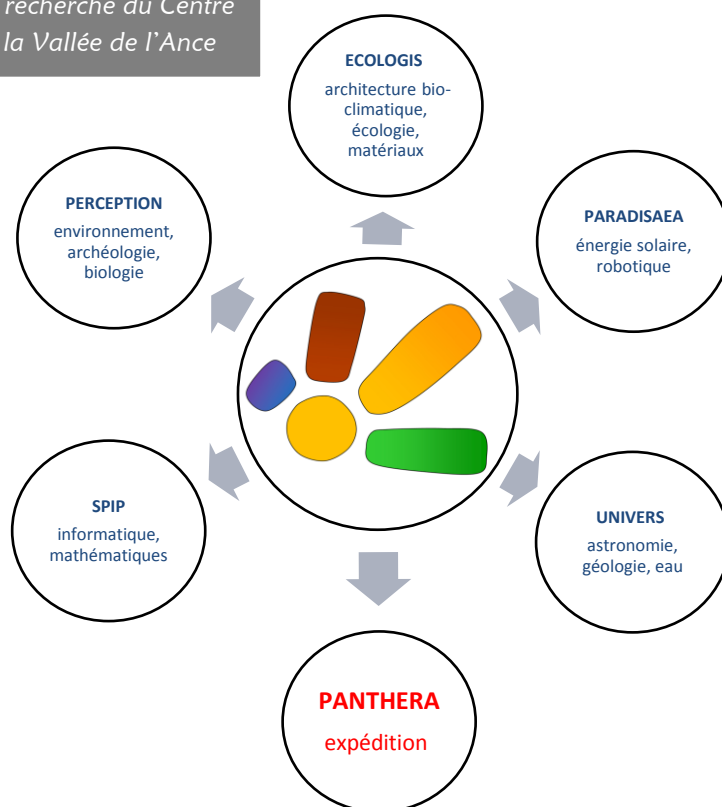 recherche du Centre
la Vallée de l'Ance
ECOLOGIS
architecture bio-
climatique,
écologie,
matériaux
PERCEPTION
environnement,
archéologie,
biologie
PARADISAEA
énergie solaire,
robotique
SPIP
informatique,
mathématiques
UNIVERS
astronomie,
géologie, eau
PANTHERA
expédition